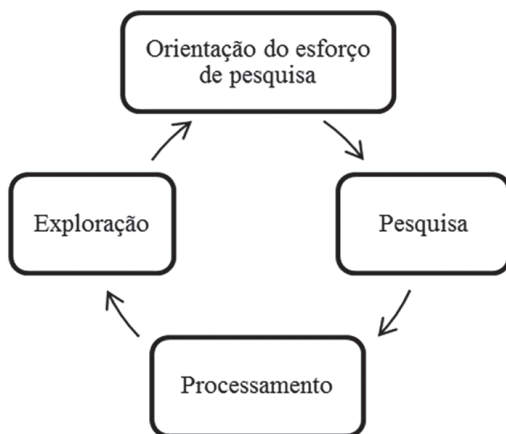 Orientação do esforço
de pesquisa
Exploração
Pesquisa
Processamento